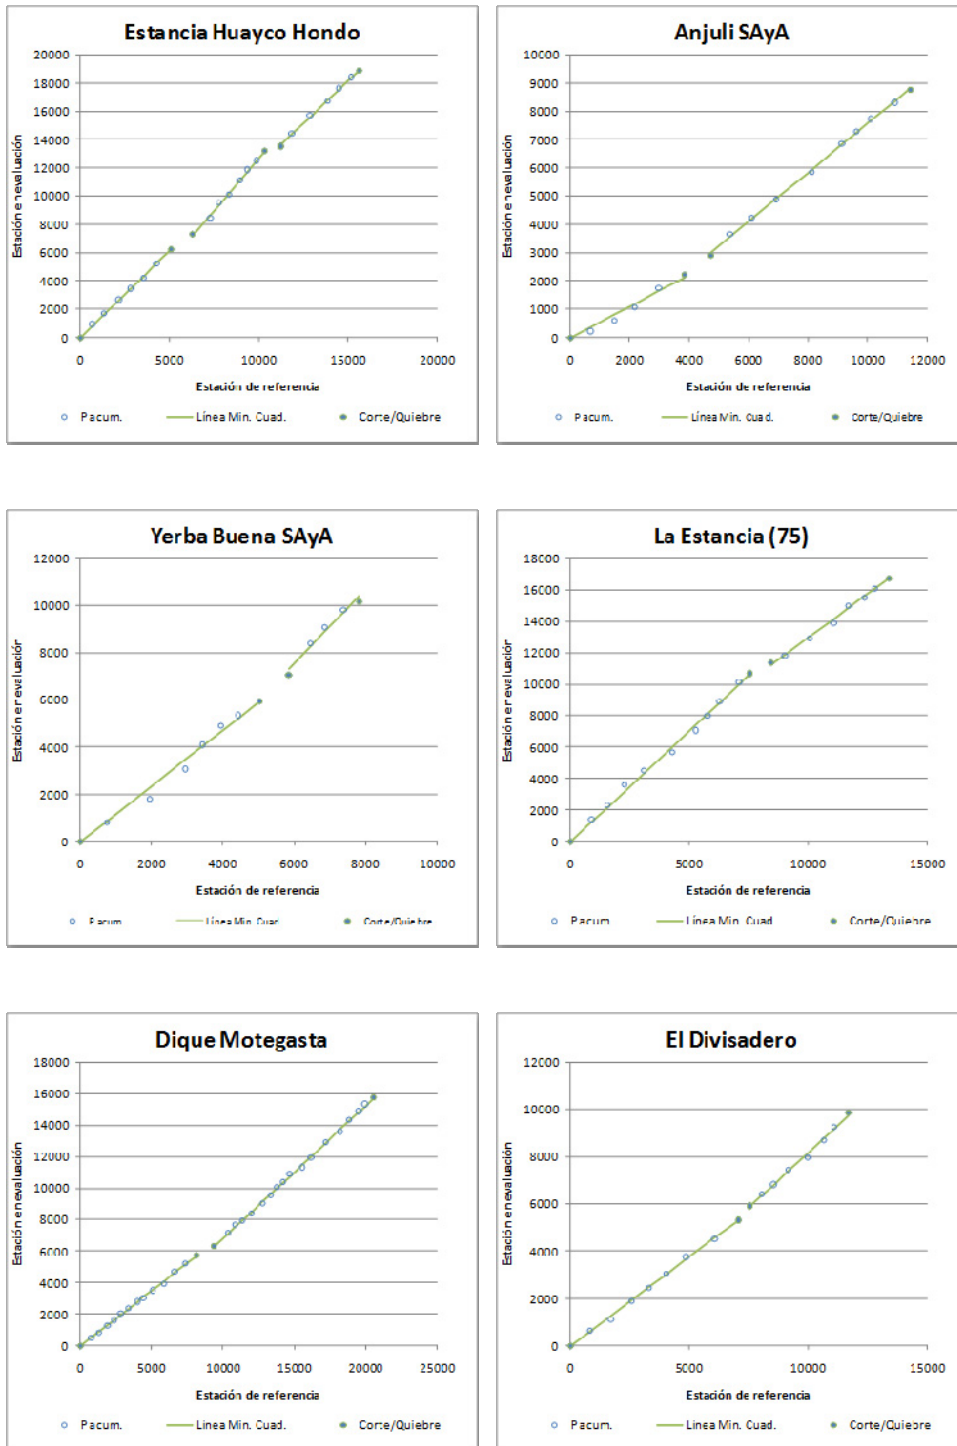 Estancia Huayco Hondo
20000
18000
16000
14000
12000
10000
8000
6000
4000
2000
0
Estación en evaluación
0 5000 10000 15000 20000
Estación de referencia
Pacum. Línea Min. Cuad. Corte/Quiebre
Anjuli SAyA
10000
9000
8000
7000
6000
5000
4000
3000
2000
1000
0
Estación en evaluación
0 2000 4000 6000 8000 10000 12000
Estación de referencia
Pacum. Línea Min. Cuad. Corte/Quiebre
Yerba Buena SAyA
12000
10000
8000
6000
4000
2000
0
Estación en evaluación
0 2000 4000 6000 8000 10000
Estación de referencia
Pacum Línea Min. Cuad Corte/Quiebre
La Estancia (75)
18000
16000
14000
12000
10000
8000
6000
4000
2000
0
Estación en evaluación
0 5000 10000 15000
Estación de referencia
Pacum Línea Min. Cuad Corte/Quiebre
Dique Motegasta
18000
16000
14000
12000
10000
8000
6000
4000
2000
0
Estación en evaluación
0 5000 10000 15000 20000 25000
Estación de referencia
Pacum. Linea Min. Cuad. Corte/Quiebre
El Divisadero
12000
10000
8000
6000
4000
2000
0
Estación en evaluación
0 5000 10000 15000
Estación de referencia
Pacum. Linea Min. Cuad. Corte/Quiebre